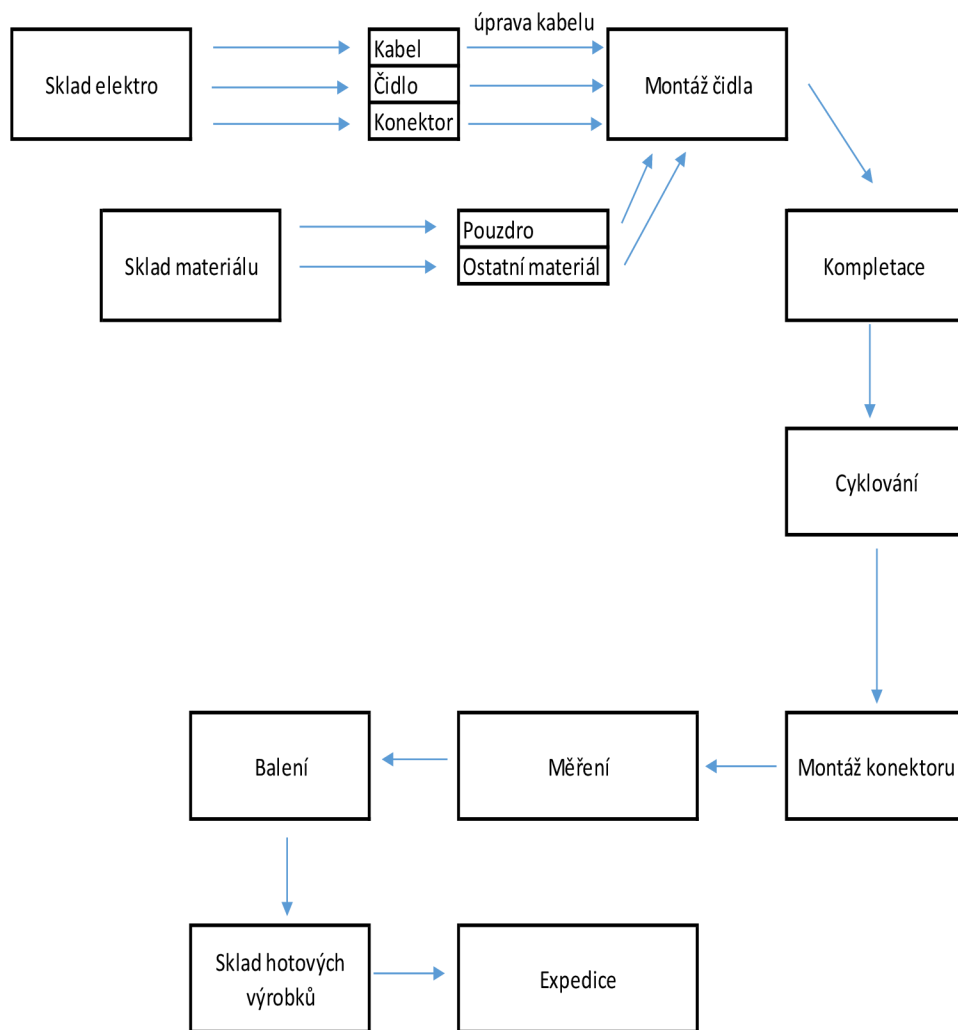 úprava kabelu
Sklad elektro
Kabel
Čidlo
Konektor
Montáž čidla
Sklad materiálu
Pouzdro
Ostatní materiál
Kompletace
Cyklování
Balení
Měření
Montáž konektoru
Sklad hotových
výrobků
Expedice